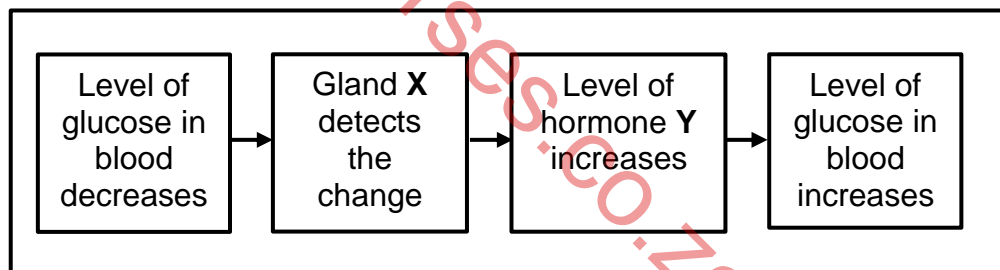 Level of
glucose in
blood
decreases
Gland X
detects
the
change
Level of
hormone Y
increases
Level of
glucose in
blood
increases